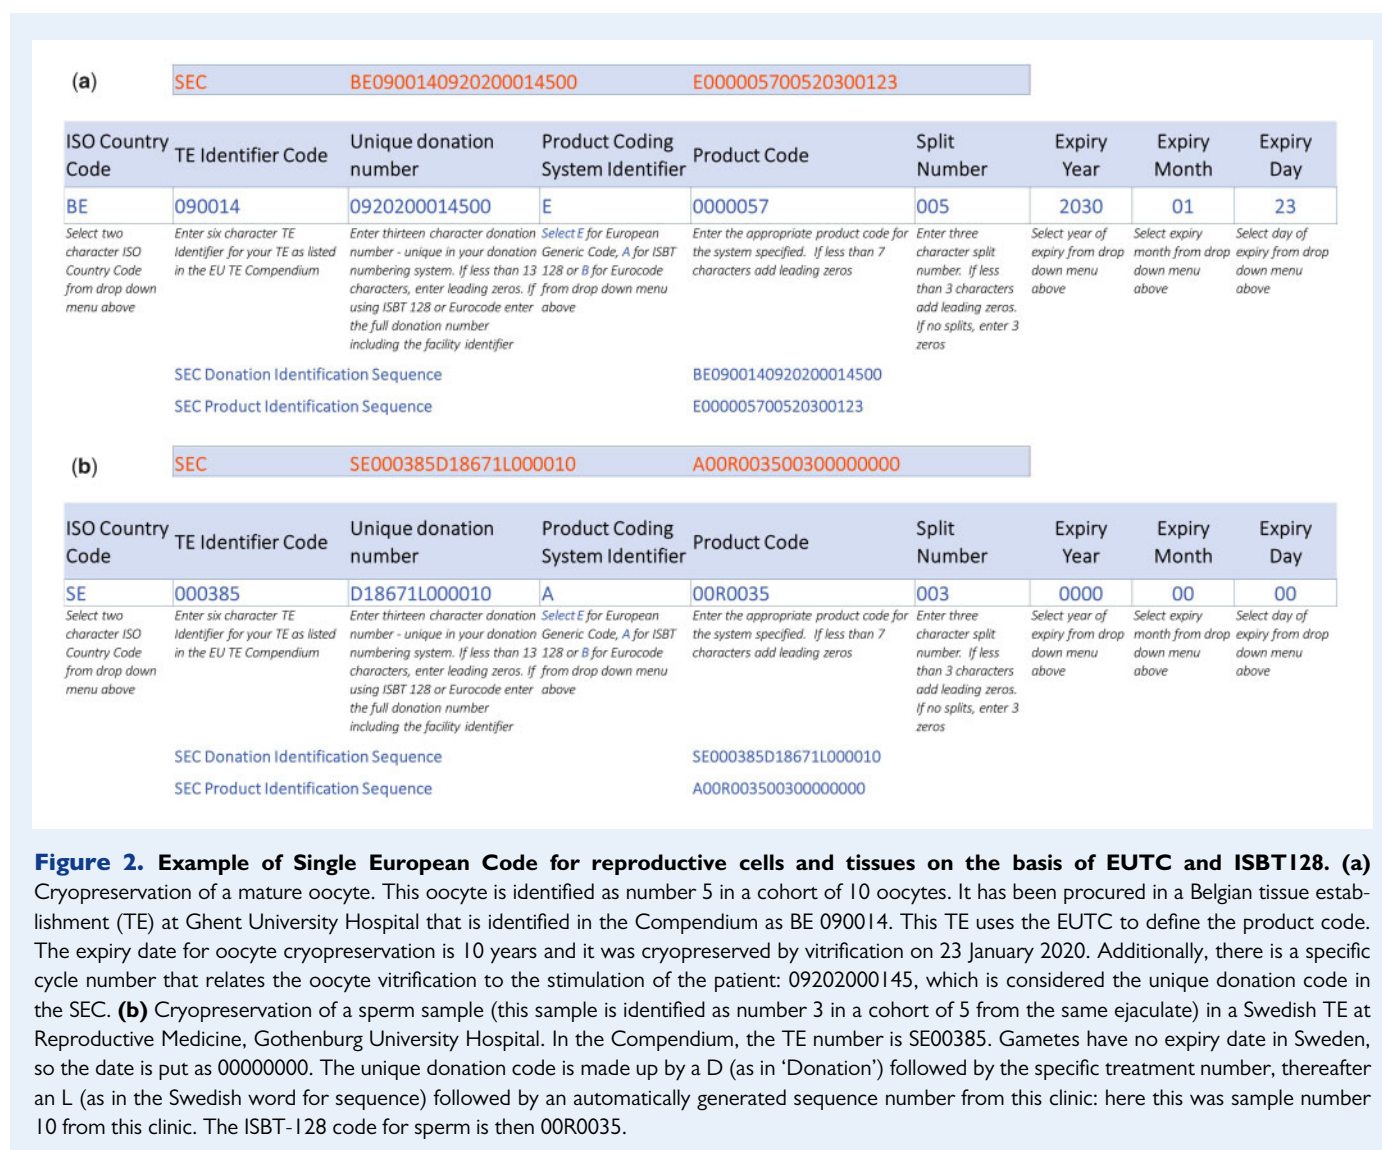 (a) SEC BE0900140920200014500 E000005700520300123
ISO Country Code TE Identifier Code Unique donation number Product Coding System Identifier Product Code Split Number Expiry Year Expiry Month Expiry Day
BE 090014 0920200014500 E 0000057 005 2030 01 23
Select two
character ISO
Country Code
from drop down
menu above
Enter six character TE
Identifier for your TE as listed
in the EU TE Compendium
Enter thirteen character donation
number - unique in your donation
numbering system. If less than 13
characters, enter leading zeros. If
using ISBT 128 or Eurocode enter
the full donation number
including the facility identifier
Select E for European
Generic Code, A for ISBT
128 or B for Eurocode
from drop down menu
above
Enter the appropriate product code for
the system specified. If less than 7
characters add leading zeros
Enter three
character split
number. If less
than 3 characters
add leading zeros.
If no splits, enter 3
zeros
Select year of
expiry from drop
down menu
above
Select expiry
month from drop
down menu
above
Select day of
expiry from drop
down menu
above
SEC Donation Identification Sequence BE0900140920200014500
SEC Product Identification Sequence E000005700520300123
(b) SEC SE000385D18671L000010 A00R003500300000000
ISO Country Code TE Identifier Code Unique donation number Product Coding System Identifier Product Code Split Number Expiry Year Expiry Month Expiry Day
SE 000385 D18671L000010 A 00R0035 003 0000 00 00
Select two
character ISO
Country Code
from drop down
menu above
Enter six character TE
Identifier for your TE as listed
in the EU TE Compendium
Enter thirteen character donation
number - unique in your donation
numbering system. If less than 13
characters, enter leading zeros. If
using ISBT 128 or Eurocode enter
the full donation number
including the facility identifier
Select E for European
Generic Code, A for ISBT
128 or B for Eurocode
from drop down menu
above
Enter the appropriate product code for
the system specified. If less than 7
characters add leading zeros
Enter three
character split
number. If less
than 3 characters
add leading zeros.
If no splits, enter 3
zeros
Select year of
expiry from drop
down menu
above
Select expiry
month from drop
down menu
above
Select day of
expiry from drop
down menu
above
SEC Donation Identification Sequence SE000385D18671L000010
SEC Product Identification Sequence A00R003500300000000
Figure 2. Example of Single European Code for reproductive cells and tissues on the basis of EUTC and ISBT128. (a)
Cryopreservation of a mature oocyte. This oocyte is identified as number 5 in a cohort of 10 oocytes. It has been procured in a Belgian tissue estab-
lishment (TE) at Ghent University Hospital that is identified in the Compendium as BE 090014. This TE uses the EUTC to define the product code.
The expiry date for oocyte cryopreservation is 10 years and it was cryopreserved by vitrification on 23 January 2020. Additionally, there is a specific
cycle number that relates the oocyte vitrification to the stimulation of the patient: 09202000145, which is considered the unique donation code in
the SEC. (b) Cryopreservation of a sperm sample (this sample is identified as number 3 in a cohort of 5 from the same ejaculate) in a Swedish TE at
Reproductive Medicine, Gothenburg University Hospital. In the Compendium, the TE number is SE00385. Gametes have no expiry date in Sweden,
so the date is put as 00000000. The unique donation code is made up by a D (as in ‘Donation’) followed by the specific treatment number, thereafter
an L (as in the Swedish word for sequence) followed by an automatically generated sequence number from this clinic: here this was sample number
10 from this clinic. The ISBT-128 code for sperm is then 00R0035.